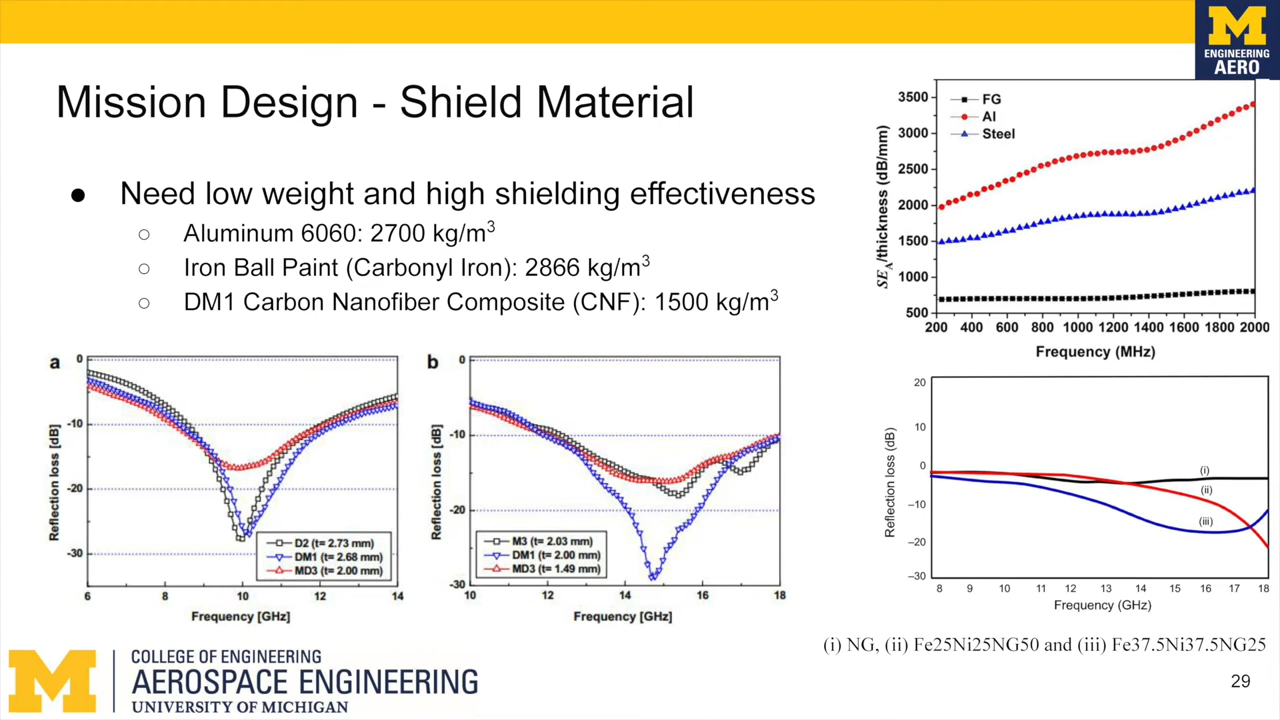 M
ENGINEERING
AERO
Mission Design - Shield Material
● Need low weight and high shielding effectiveness
○ Aluminum 6060: 2700 kg/m3
○ Iron Ball Paint (Carbonyl Iron): 2866 kg/m3
○ DM1 Carbon Nanofiber Composite (CNF): 1500 kg/m3
3500
3000
2500
2000
1500
1000
500
SEA/thickness (dB/mm)
FG
Al
Steel
200 400 600 800 1000 1200 1400 1600 1800 2000
Frequency (MHz)
a
0
-10
-20
-30
Reflection loss [dB]
D2 (t= 2.73 mm)
DM1 (t= 2.68 mm)
MD3 (t= 2.00 mm)
6 8 10 12 14
Frequency [GHz]
b
0
-10
-20
-30
Reflection loss [dB]
M3 (t= 2.03 mm)
DM1 (t= 2.00 mm)
MD3 (t= 1.49 mm)
10 12 14 16 18
Frequency [GHz]
20
10
0
−10
−20
−30
Reflection loss (dB)
(i)
(ii)
(iii)
8 9 10 11 12 13 14 15 16 17 18
Frequency (GHz)
(i) NG, (ii) Fe25Ni25NG50 and (iii) Fe37.5Ni37.5NG25
M
COLLEGE OF ENGINEERING
AEROSPACE ENGINEERING
UNIVERSITY OF MICHIGAN
29